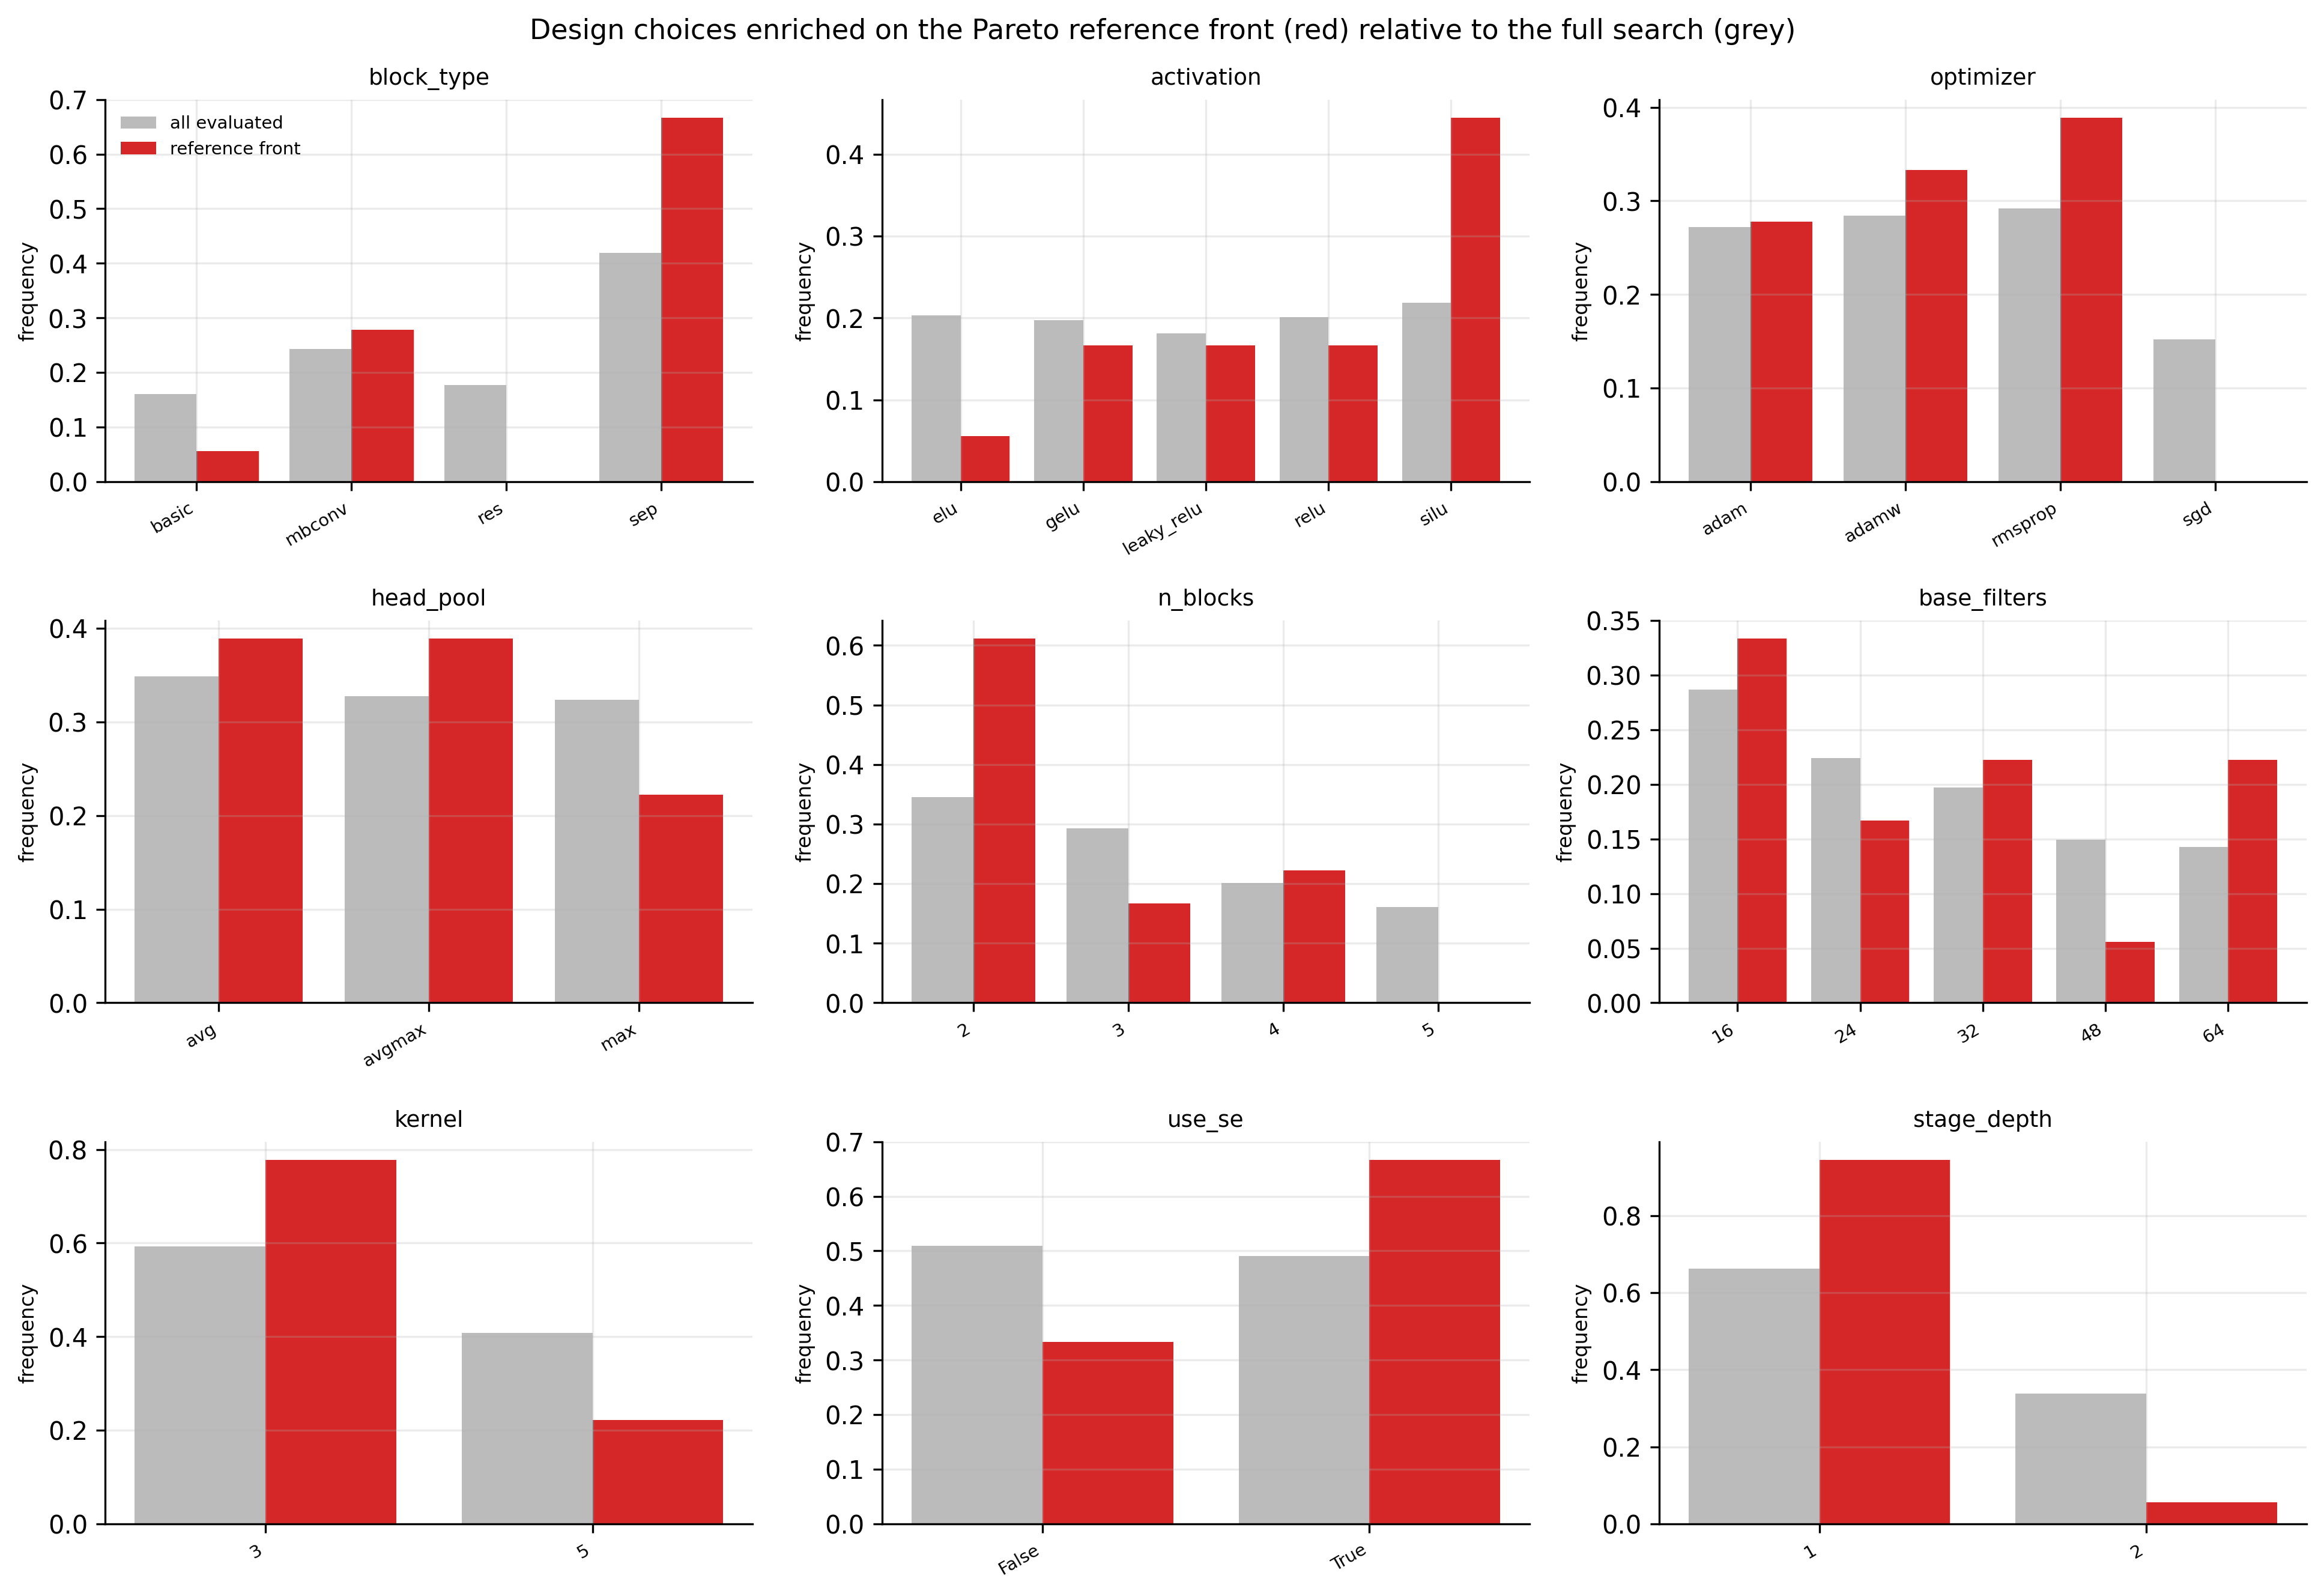 Design choices enriched on the Pareto reference front (red) relative to the full search (grey)
block_type
frequency
0.7
0.6
0.5
0.4
0.3
0.2
0.1
0.0
all evaluated
reference front
basic
mbconv
res
sep
activation
frequency
0.4
0.3
0.2
0.1
0.0
elu
gelu
leaky_relu
relu
silu
optimizer
frequency
0.4
0.3
0.2
0.1
0.0
adam
adamw
rmsprop
sgd
head_pool
frequency
0.4
0.3
0.2
0.1
0.0
avg
avgmax
max
n_blocks
frequency
0.6
0.5
0.4
0.3
0.2
0.1
0.0
2
3
4
5
base_filters
frequency
0.35
0.30
0.25
0.20
0.15
0.10
0.05
0.00
16
24
32
48
64
kernel
frequency
0.8
0.6
0.4
0.2
0.0
3
5
use_se
frequency
0.7
0.6
0.5
0.4
0.3
0.2
0.1
0.0
False
True
stage_depth
frequency
0.8
0.6
0.4
0.2
0.0
1
2